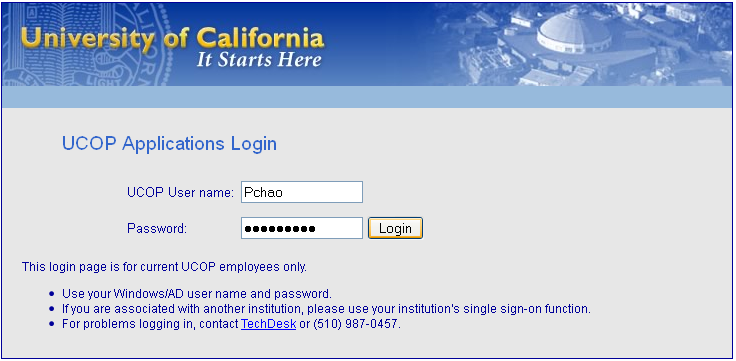 University of California
It Starts Here
UCOP Applications Login
UCOP User name: Pchao
Password: ●●●●●●●●● Login
This login page is for current UCOP employees only.
● Use your Windows/AD user name and password.
● If you are associated with another institution, please use your institution's single sign-on function.
● For problems logging in, contact TechDesk or (510) 987-0457.